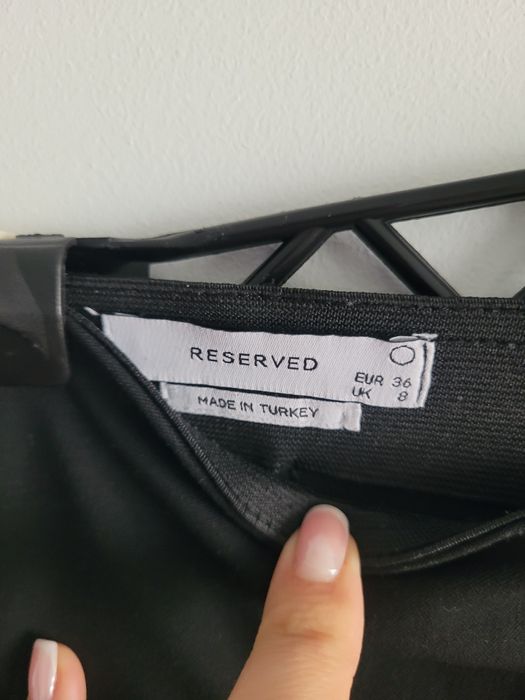 RESERVED
EUR 36
UK 8
MADE IN TURKEY